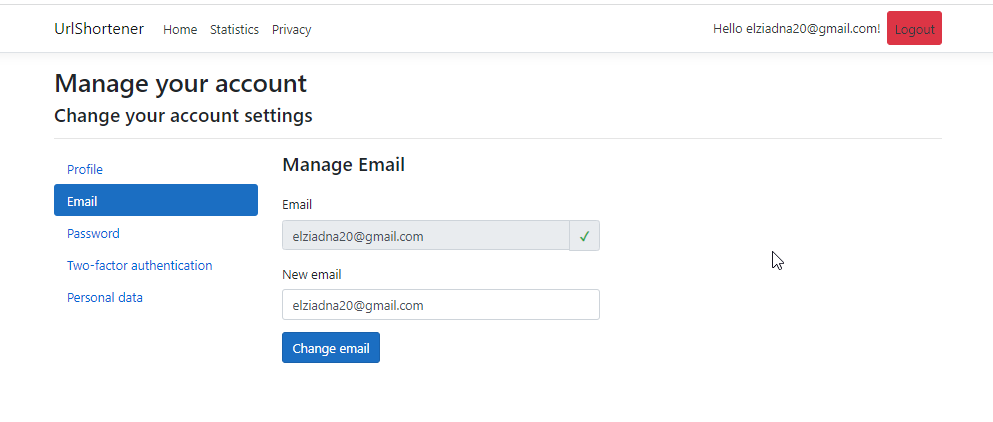 UrlShortener Home Statistics Privacy Hello elziadna20@gmail.com! Logout
Manage your account
Change your account settings
Profile
Email
Password
Two-factor authentication
Personal data
Manage Email
Email
elziadna20@gmail.com ✓
New email
elziadna20@gmail.com
Change email